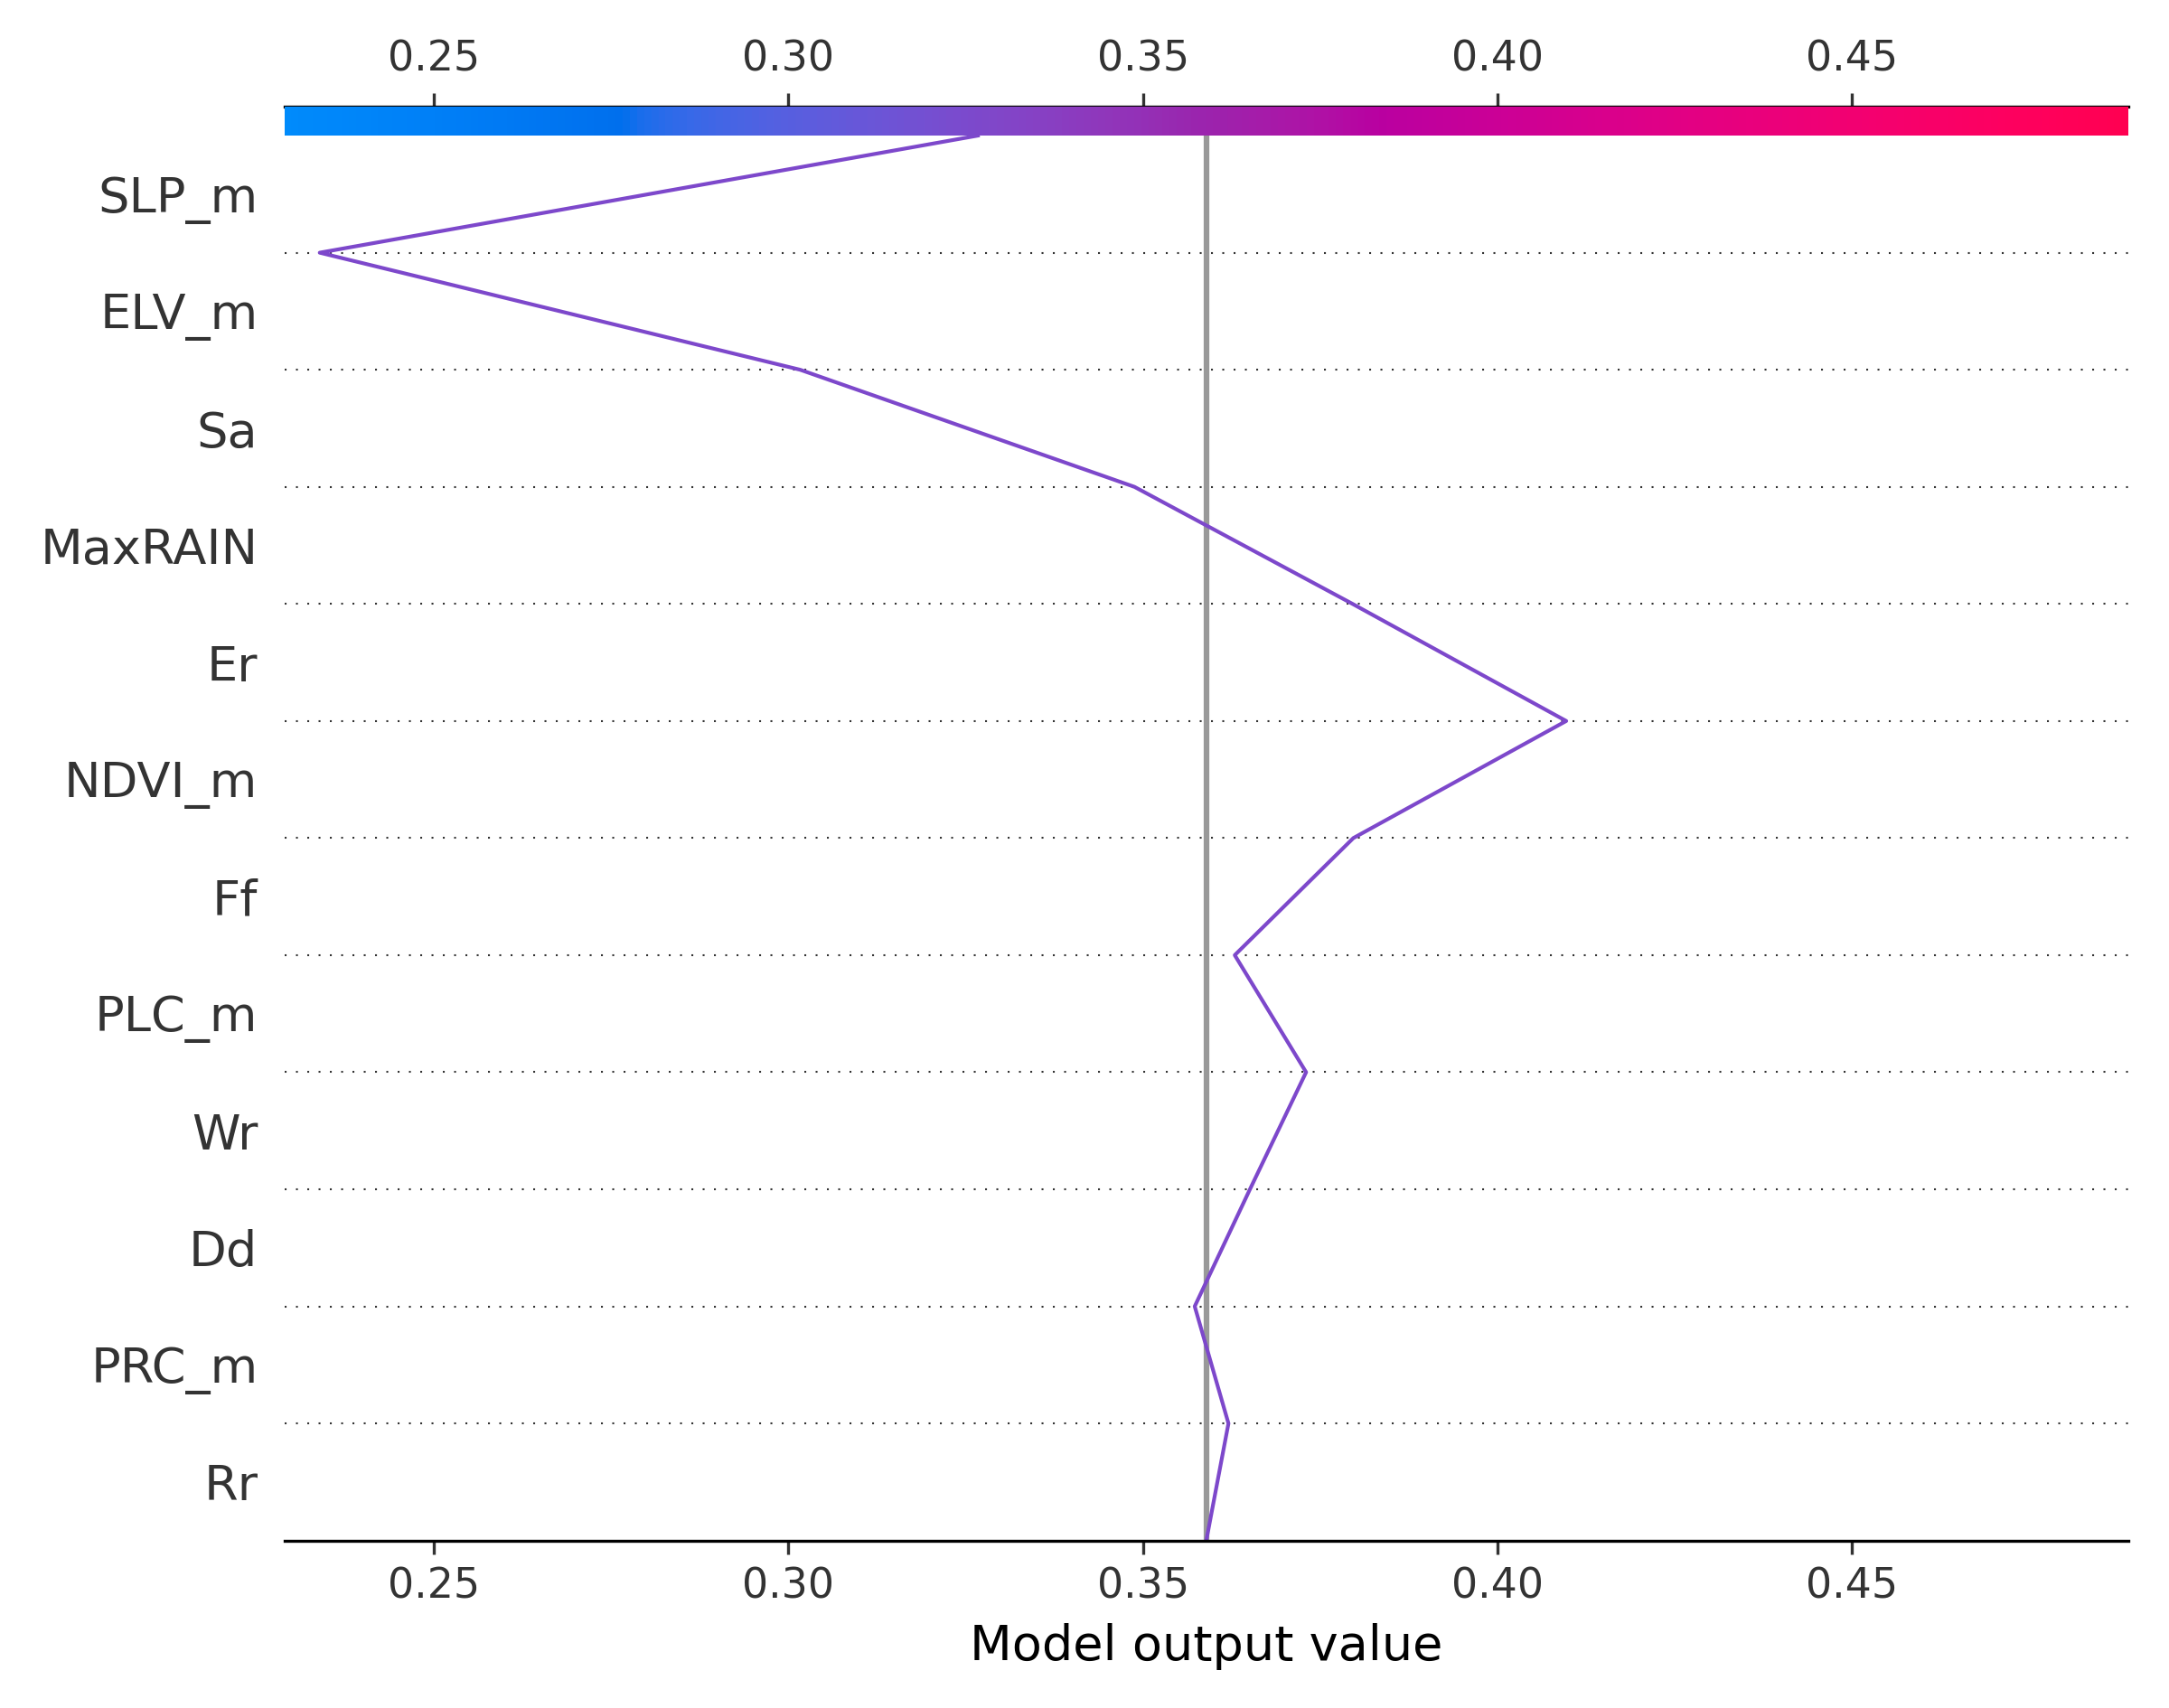 0.25 0.30 0.35 0.40 0.45
SLP_m
ELV_m
Sa
MaxRAIN
Er
NDVI_m
Ff
PLC_m
Wr
Dd
PRC_m
Rr
0.25 0.30 0.35 0.40 0.45
Model output value